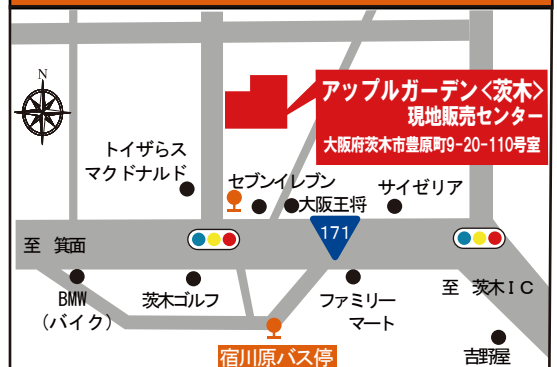 N
アップルガーデン<茨木>
現地販売センター
大阪府茨木市豊原町9-20-110号室
トイザらス
マクドナルド
セブンイレブン
大阪王将
サイゼリア
171
至 箕面
BMW
(バイク)
茨木ゴルフ
ファミリー
マート
至 茨木IC
宿川原バス停
吉野屋